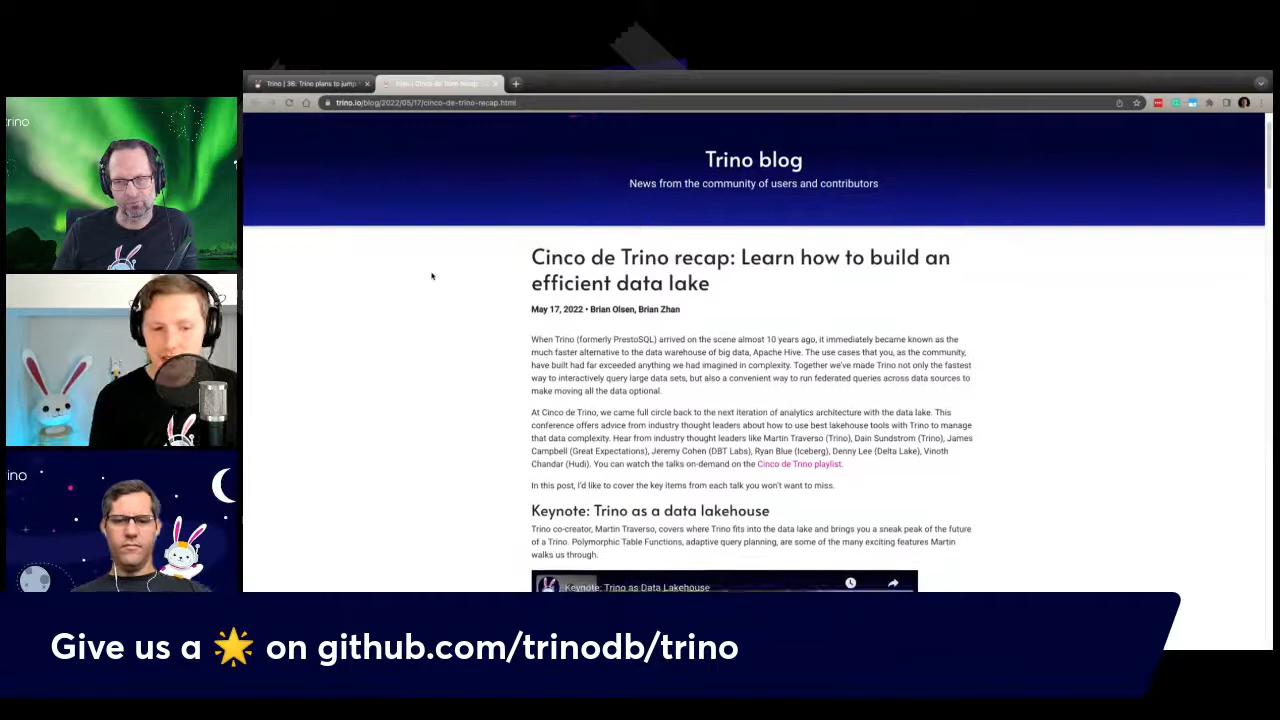 Trino | 36: Trino plans to jump
trino.io/blog/2022/05/17/cinco-de-trino-recap.html
rino
Trino blog
News from the community of users and contributors
Cinco de Trino recap: Learn how to build an
efficient data lake
May 17, 2022 • Brian Olsen, Brian Zhan
When Trino (formerly PrestoSQL) arrived on the scene almost 10 years ago, it immediately became known as the
much faster alternative to the data warehouse of big data, Apache Hive. The use cases that you, as the community,
have built had far exceeded anything we had imagined in complexity. Together we've made Trino not only the fastest
way to interactively query large data sets, but also a convenient way to run federated queries across data sources to
make moving all the data optional.
At Cinco de Trino, we came full circle back to the next iteration of analytics architecture with the data lake. This
conference offers advice from industry thought leaders about how to use best lakehouse tools with Trino to manage
that data complexity. Hear from industry thought leaders like Martin Traverso (Trino), Dain Sundstrom (Trino), James
Campbell (Great Expectations), Jeremy Cohen (DBT Labs), Ryan Blue (Iceberg), Denny Lee (Delta Lake), Vinoth
Chandar (Hudi). You can watch the talks on-demand on the Cinco de Trino playlist.
In this post, I'd like to cover the key items from each talk you won't want to miss.
Keynote: Trino as a data lakehouse
Trino co-creator, Martin Traverso, covers where Trino fits into the data lake and brings you a sneak peak of the future
of a Trino. Polymorphic Table Functions, adaptive query planning, are some of the many exciting features Martin
walks us through.
Keynote: Trino as Data Lakehouse
ino
Give us a 🌟 on github.com/trinodb/trino